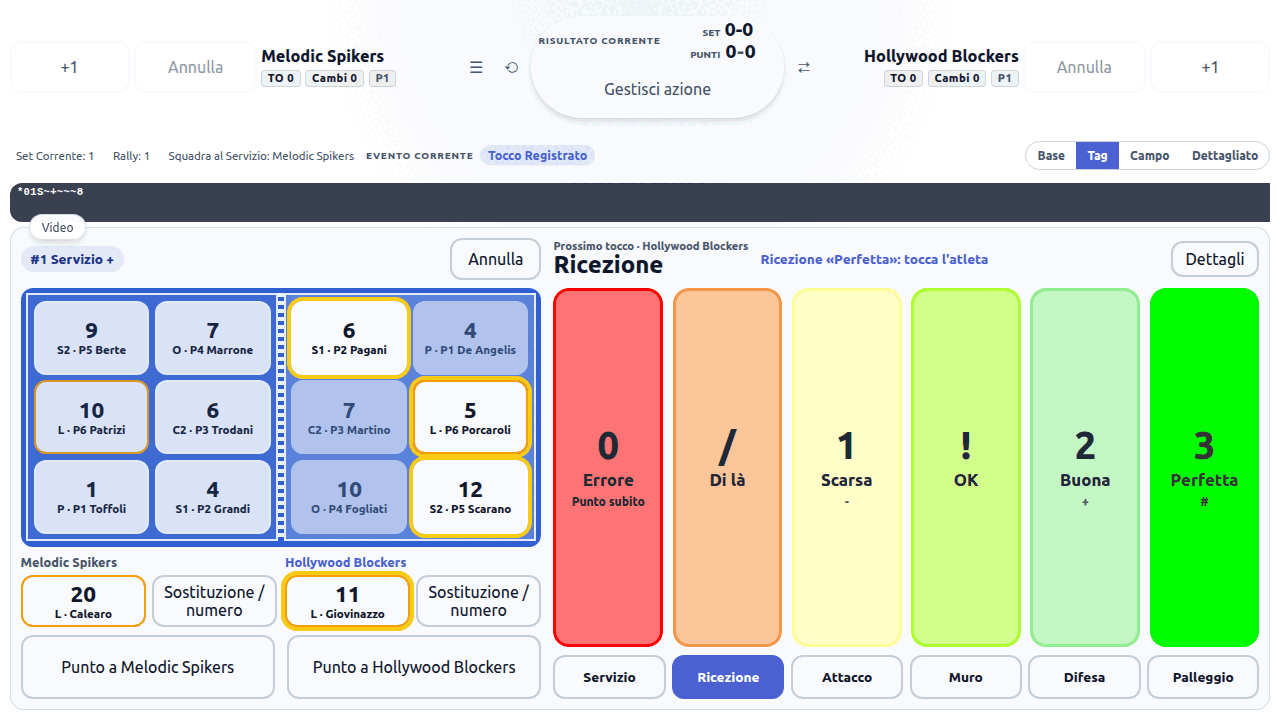 +1
Annulla
Melodic Spikers
TO 0
Cambi 0
P1
☰
⟲
RISULTATO CORRENTE
SET 0-0
PUNTI 0-0
Gestisci azione
⇄
Hollywood Blockers
TO 0
Cambi 0
P1
Annulla
+1
Set Corrente: 1
Rally: 1
Squadra al Servizio: Melodic Spikers
EVENTO CORRENTE
Tocco Registrato
Base
Tag
Campo
Dettagliato
*01S~+~~~8
Video
#1 Servizio +
Annulla
Prossimo tocco · Hollywood Blockers
Ricezione
Ricezione «Perfetta»: tocca l'atleta
Dettagli
9
S2 · P5 Berte
7
O · P4 Marrone
6
S1 · P2 Pagani
4
P · P1 De Angelis
10
L · P6 Patrizi
6
C2 · P3 Trodani
7
C2 · P3 Martino
5
L · P6 Porcaroli
1
P · P1 Toffoli
4
S1 · P2 Grandi
10
O · P4 Fogliati
12
S2 · P5 Scarano
Melodic Spikers
Hollywood Blockers
20
L · Calearo
Sostituzione /
numero
11
L · Giovinazzo
Sostituzione /
numero
Punto a Melodic Spikers
Punto a Hollywood Blockers
0
Errore
Punto subito
/
Di là
1
Scarsa
-
!
OK
2
Buona
+
3
Perfetta
#
Servizio
Ricezione
Attacco
Muro
Difesa
Palleggio